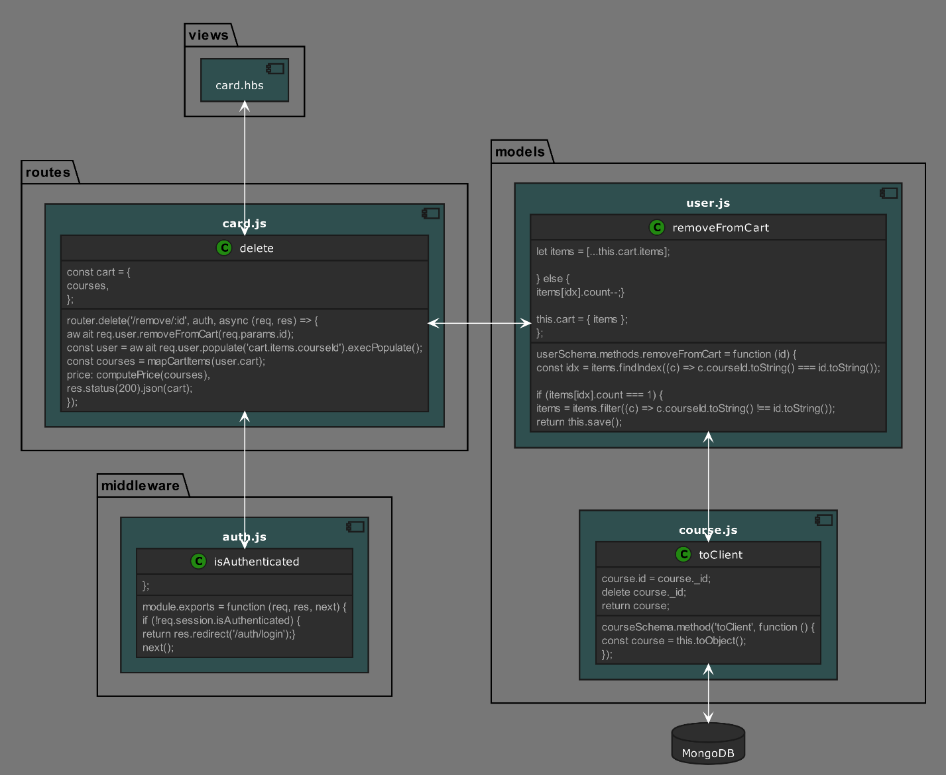 views
card.hbs
routes
card.js
C delete
const cart = {
courses,
};
router.delete('/remove/:id', auth, async (req, res) => {
await req.user.removeFromCart(req.params.id);
const user = await req.user.populate('cart.items.courseId').execPopulate();
const courses = mapCartItems(user.cart);
price: computePrice(courses),
res.status(200).json(cart);
});
middleware
auth.js
C isAuthenticated
};
module.exports = function (req, res, next) {
if (!req.session.isAuthenticated) {
return res.redirect('/auth/login');}
next();
models
user.js
C removeFromCart
let items = [...this.cart.items];
} else {
items[idx].count--;}
this.cart = { items };
};
userSchema.methods.removeFromCart = function (id) {
const idx = items.findIndex((c) => c.courseId.toString() === id.toString());
if (items[idx].count === 1) {
items = items.filter((c) => c.courseId.toString() !== id.toString());
return this.save();
course.js
C toClient
course.id = course._id;
delete course._id;
return course;
courseSchema.method('toClient', function () {
const course = this.toObject();
});
MongoDB